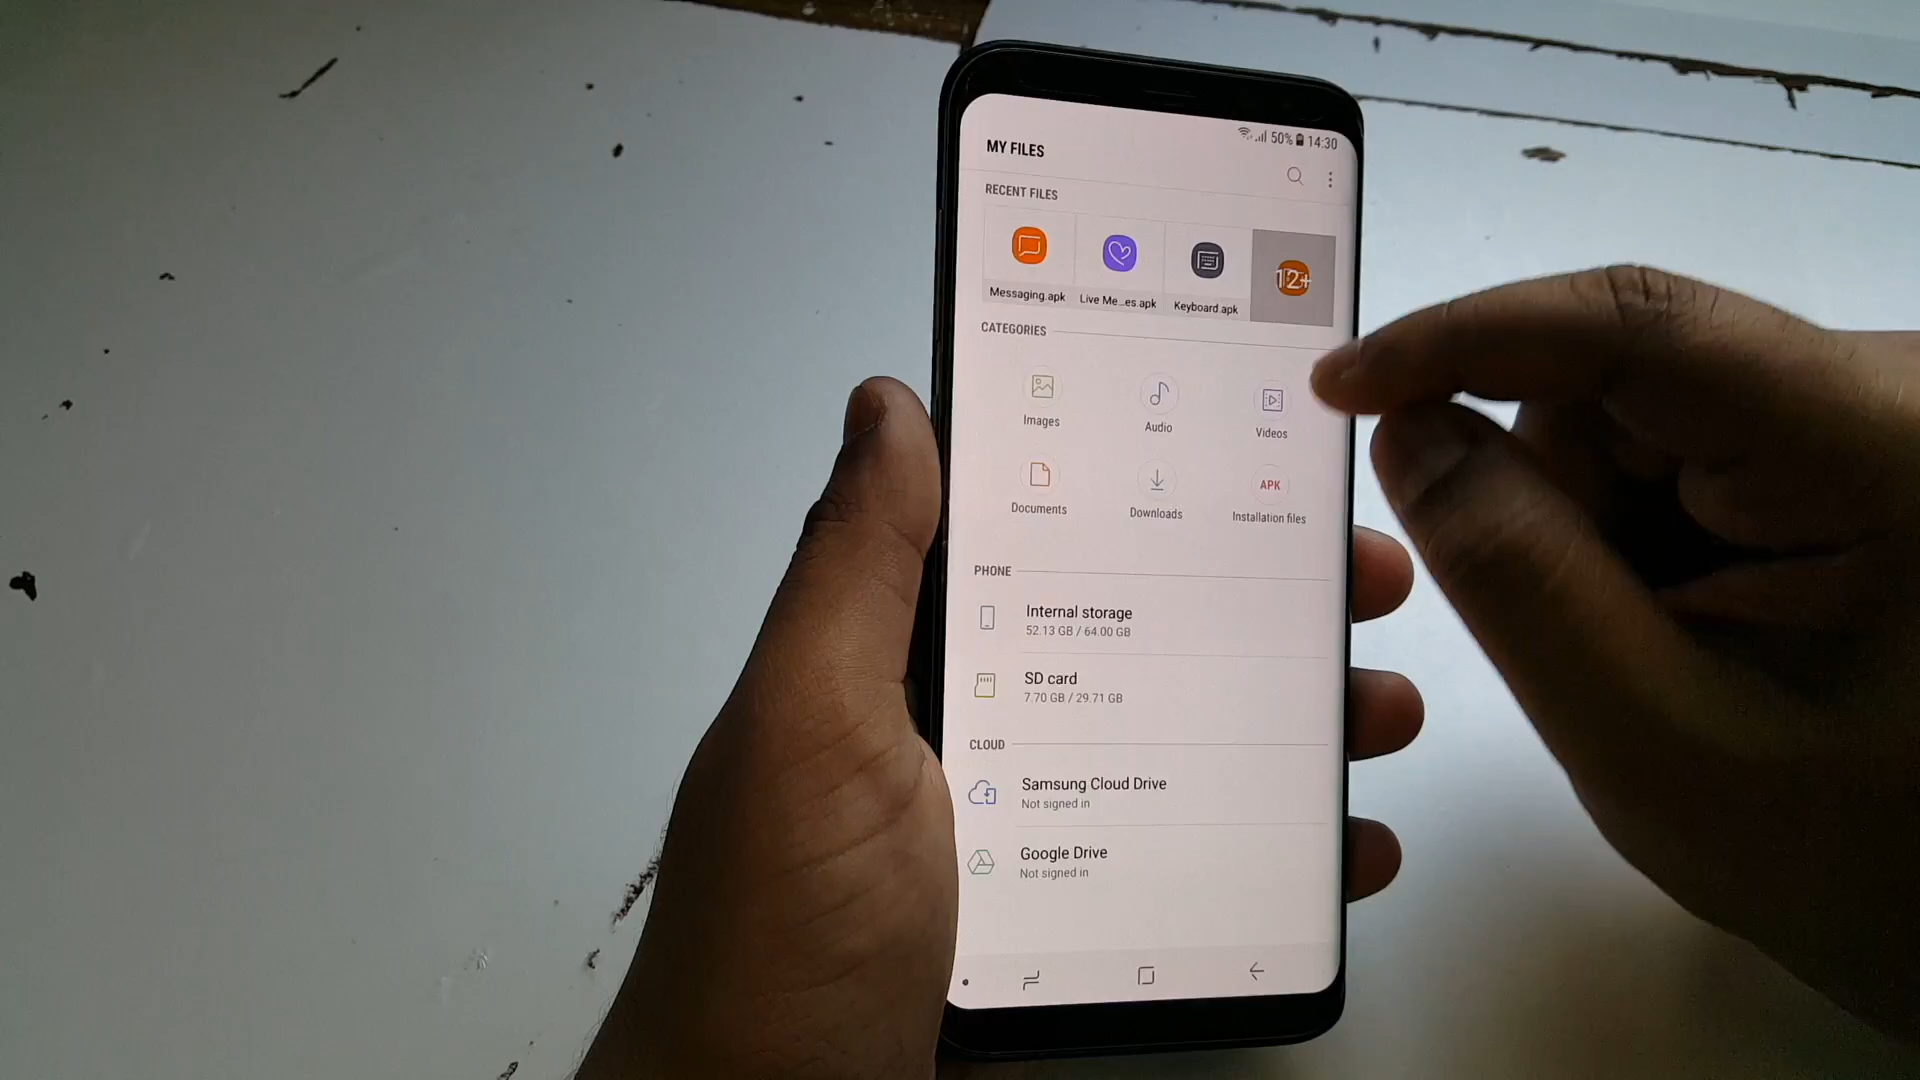 50% 14:30
MY FILES
RECENT FILES
12+
Messaging.apk Live Me...es.apk Keyboard.apk
CATEGORIES
Images Audio Videos
APK
Documents Downloads Installation files
PHONE
Internal storage
52.13 GB / 64.00 GB
SD card
7.70 GB / 29.71 GB
CLOUD
Samsung Cloud Drive
Not signed in
Google Drive
Not signed in